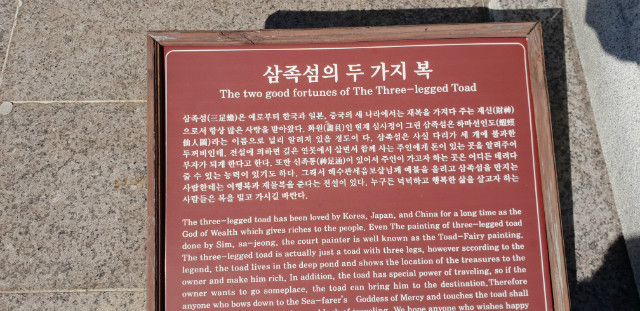 삼족섬의 두 가지 복
The two good fortunes of The Three-legged Toad
삼족섬(三足蟾)은 예로부터 한국과 일본, 중국의 세 나라에서는 재복을 가져다 주는 재신(財神)
으로서 항상 많은 사랑을 받아왔다. 화원(畵員)인 현재 심사정이 그린 삼족섬은 하마선인도(蝦蟆
仙人圖)라는 이름으로 널리 알려져 있을 정도이 다. 삼족섬은 사실 다리가 세 개에 불과한
두꺼비인데, 전설에 의하면 깊은 연못에서 살면서 함께 사는 주인에게 돈이 있는 곳을 알려주어
부자가 되게 한다고 한다. 또한 신족통(神足通)이 있어서 주인이 가고자 하는 곳은 어디든 데려다
줄 수 있는 능력이 있기도 하다. 그래서 해수관세음보살님께 예불을 올리고 삼족섬을 만지는
사람한테는 여행복과 재물복을 준다는 전설이 있다. 누구든 넉넉하고 행복한 삶을 살고자 하는
사람들은 복을 빌고 가시길 바란다.
The three-legged toad has been loved by Korea, Japan, and China for a long time as the
God of Wealth which gives riches to the people. Even The painting of three-legged toad
done by Sim, sa-jeong, the court painter is well known as the Toad-Fairy painting.
The three-legged toad is actually just a toad with three legs, however sccording to the
legend, the toad lives in the deep pond and shows the location of the treasures to the
owner and make him rich. In addition, the toad has special power of traveling, so if the
owner wants to go someplace, the toad can bring him to the destination. Therefore
anyone who bows down to the Sea-farer's Goddess of Mercy and touches the toad shall
of traveling. We hope anyone who wishes happy